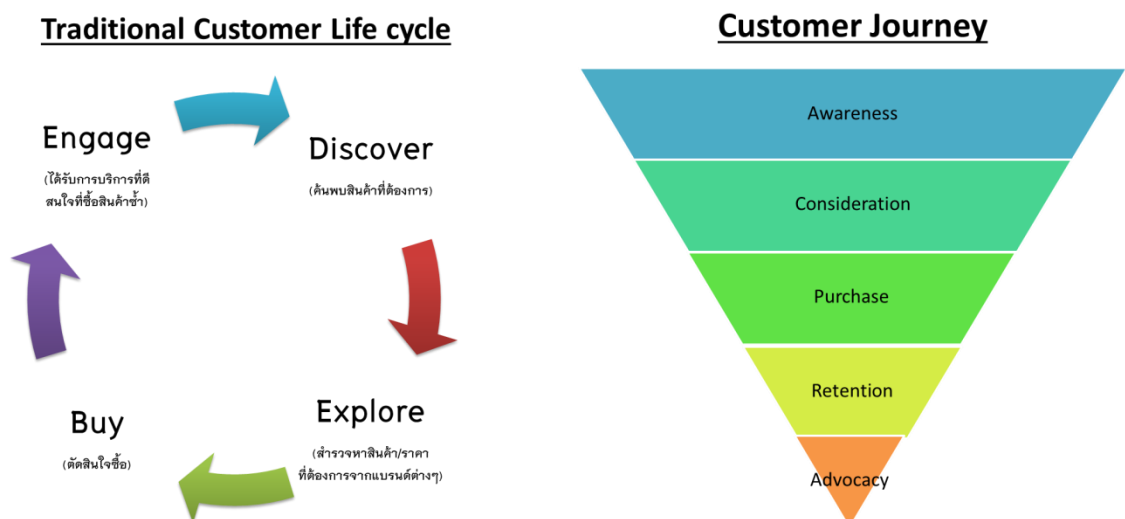 Traditional Customer Life cycle
Engage
(ได้รับการบริการที่ดี
สนใจที่ซื้อสินค้าซ้ำ)
Discover
(ค้นพบสินค้าที่ต้องการ)
Explore
(สำรวจหาสินค้า/ราคา
ที่ต้องการจากแบรนด์ต่างๆ)
Buy
(ตัดสินใจซื้อ)
Customer Journey
Awareness
Consideration
Purchase
Retention
Advocacy